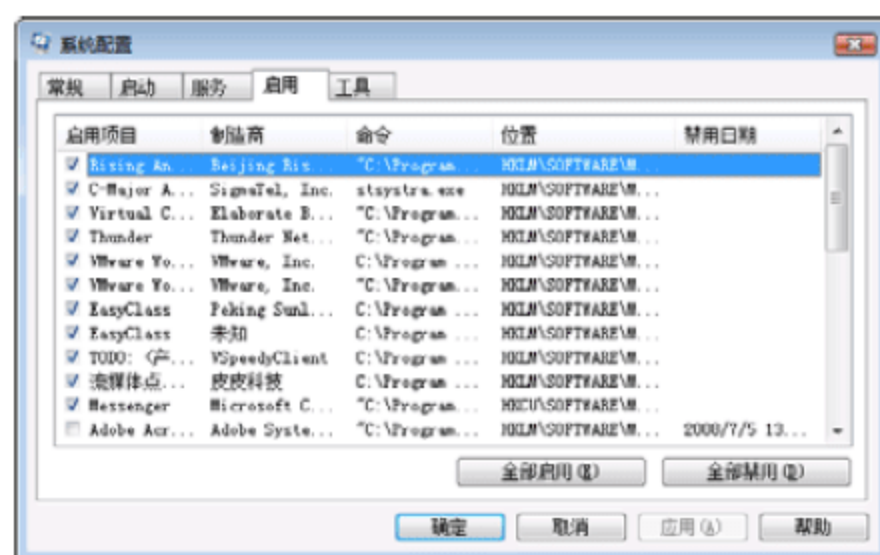 系统配置
常规 启动 服务 启用 工具
启用项目 制造商 命令 位置 禁用日期
Rising An... Beijing Ris... "C:\Program... HKLM\SOFTWARE\M...
C-Major A... SigmaTel, Inc. stsystra.exe HKLM\SOFTWARE\M...
Virtual C... Elaborate B... "C:\Program... HKLM\SOFTWARE\M...
Thunder Thunder Net... "C:\Program... HKLM\SOFTWARE\M...
VMware Wo... VMware, Inc. C:\Program ... HKLM\SOFTWARE\M...
VMware Wo... VMware, Inc. "C:\Program... HKLM\SOFTWARE\M...
EasyClass Peking Sunl... C:\Program ... HKLM\SOFTWARE\M...
EasyClass 未知 C:\Program ... HKLM\SOFTWARE\M...
TODO: <产... VSpeedyClient C:\Program ... HKLM\SOFTWARE\M...
流媒体点... 皮皮科技 C:\Program ... HKLM\SOFTWARE\M...
Messenger Microsoft C... "C:\Program... HKCU\SOFTWARE\M...
Adobe Acr... Adobe Syste... "C:\Program... HKLM\SOFTWARE\M... 2008/7/5 13...
全部启用(E) 全部禁用(D)
确定 取消 应用(A) 帮助